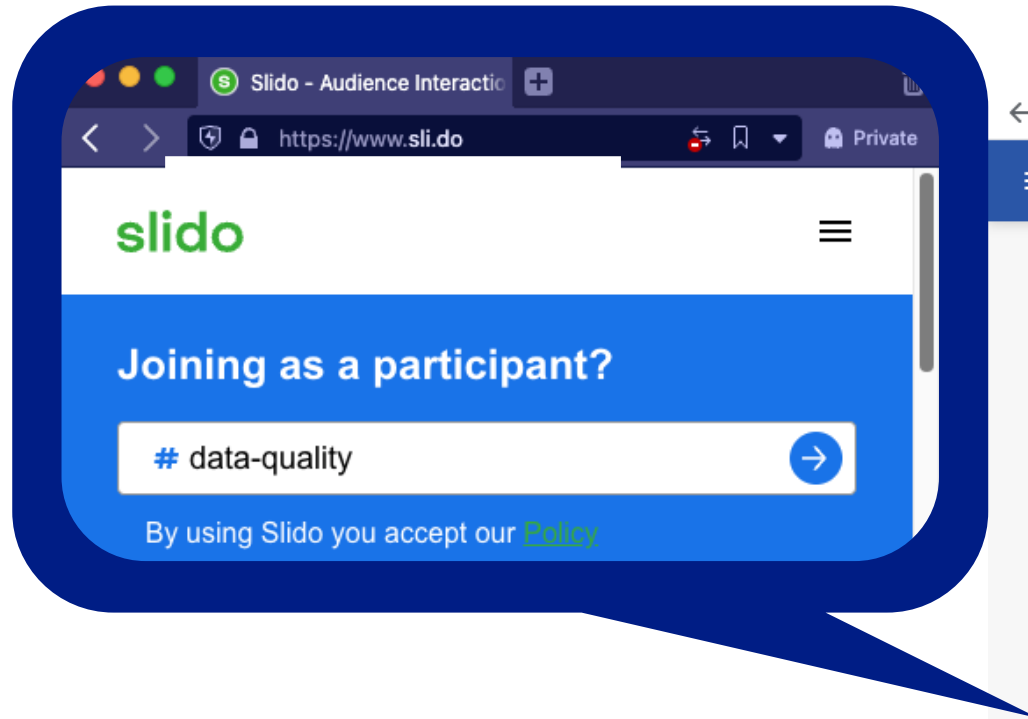 Slido - Audience Interactio
https://www.sli.do
Private
slido
Joining as a participant?
# data-quality
By using Slido you accept our Policy